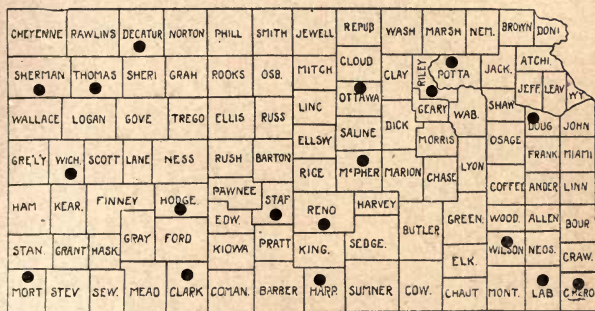 CHEYENNE RAWLINS DECATUR NORTON PHILL SMITH JEWELL REPUB WASH MARSH NEM. BROWN DONI
SHERMAN THOMAS SHERI GRAH ROOKS OSB. MITCH CLOUD CLAY RILEY POTTA JACK. ATCHI.
JEFF. LEAV WY
OTTAWA
WALLACE LOGAN GOVE TREGO ELLIS RUSS LINC SALINE DICK GEARY WAB. SHAW DOUG JOHN
ELLSW MORRIS OSAGE
GRE'LY WICH. SCOTT LANE NESS RUSH BARTON RICE McPHER MARION CHASE LYON FRANK. MIAMI
PAWNEE COFFEE ANDER LINN
HAM KEAR. FINNEY HODGE. EDW. STAF RENO HARVEY BUTLER GREEN. WOOD. ALLEN BOUR
GRAY FORD KIOWA PRATT KING. SEDGE. ELK. WILSON NEOS. CRAW.
STAN. GRANT HASK.
MORT STEV SEW. MEAD CLARK COMAN. BARBER HARP. SUMNER COW. CHAUT MONT. LAB CHERO